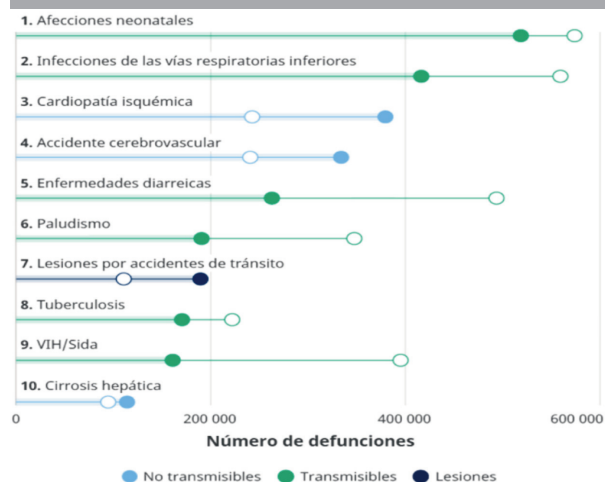 1. Afecciones neonatales
2. Infecciones de las vías respiratorias inferiores
3. Cardiopatía isquémica
4. Accidente cerebrovascular
5. Enfermedades diarreicas
6. Paludismo
7. Lesiones por accidentes de tránsito
8. Tuberculosis
9. VIH/Sida
10. Cirrosis hepática
0 200 000 400 000 600 000
Número de defunciones
No transmisibles Transmisibles Lesiones